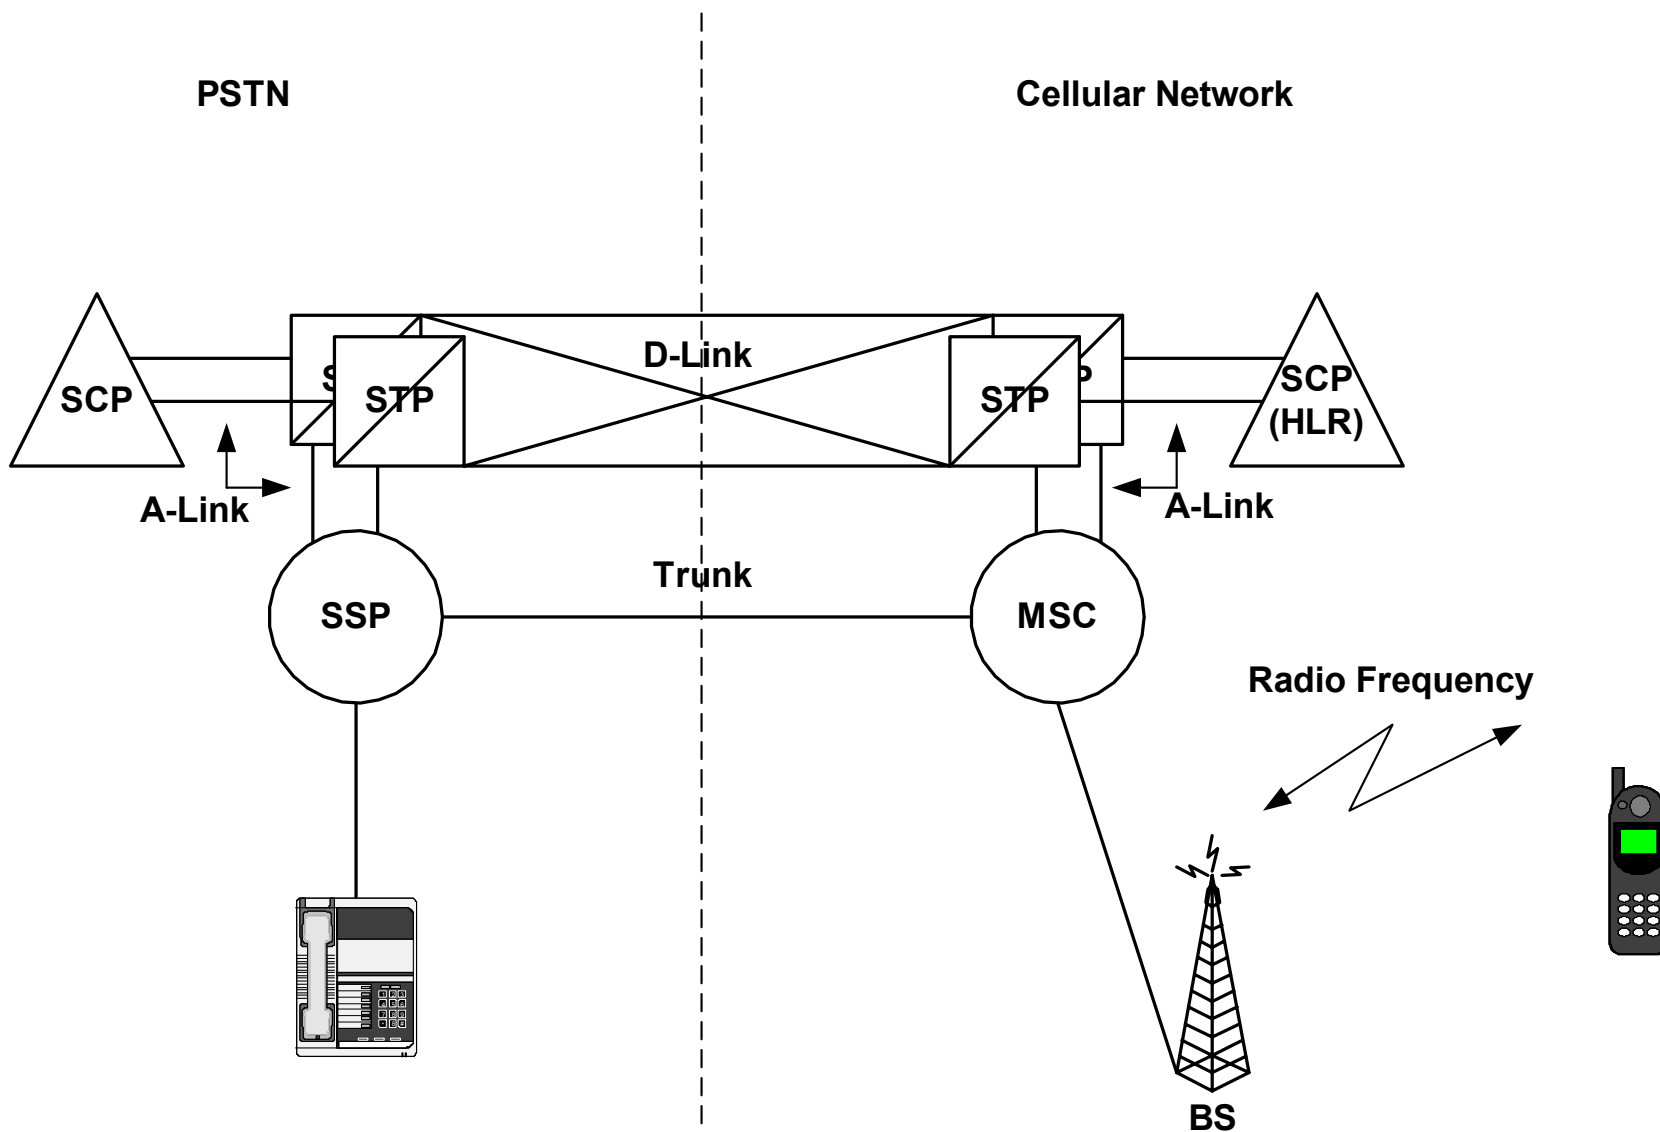 PSTN
Cellular Network
D-Link
SCP
STP
STP
SCP
(HLR)
A-Link
A-Link
Trunk
SSP
MSC
Radio Frequency
BS